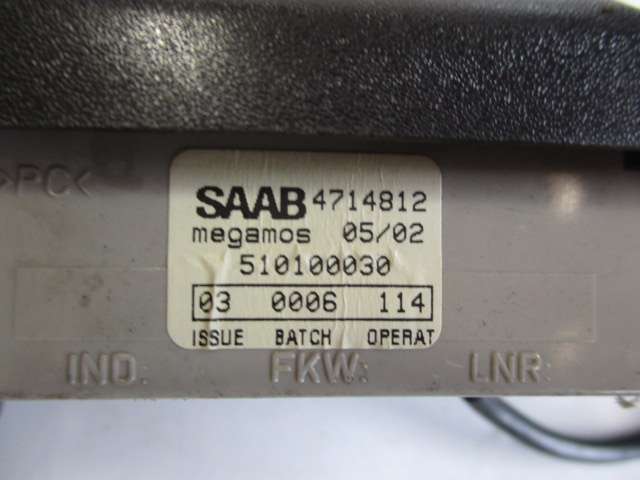 >PC<
SAAB 4714812
megamos 05/02
510100030
03 0006 114
ISSUE BATCH OPERAT
IND: FKW: LNR: